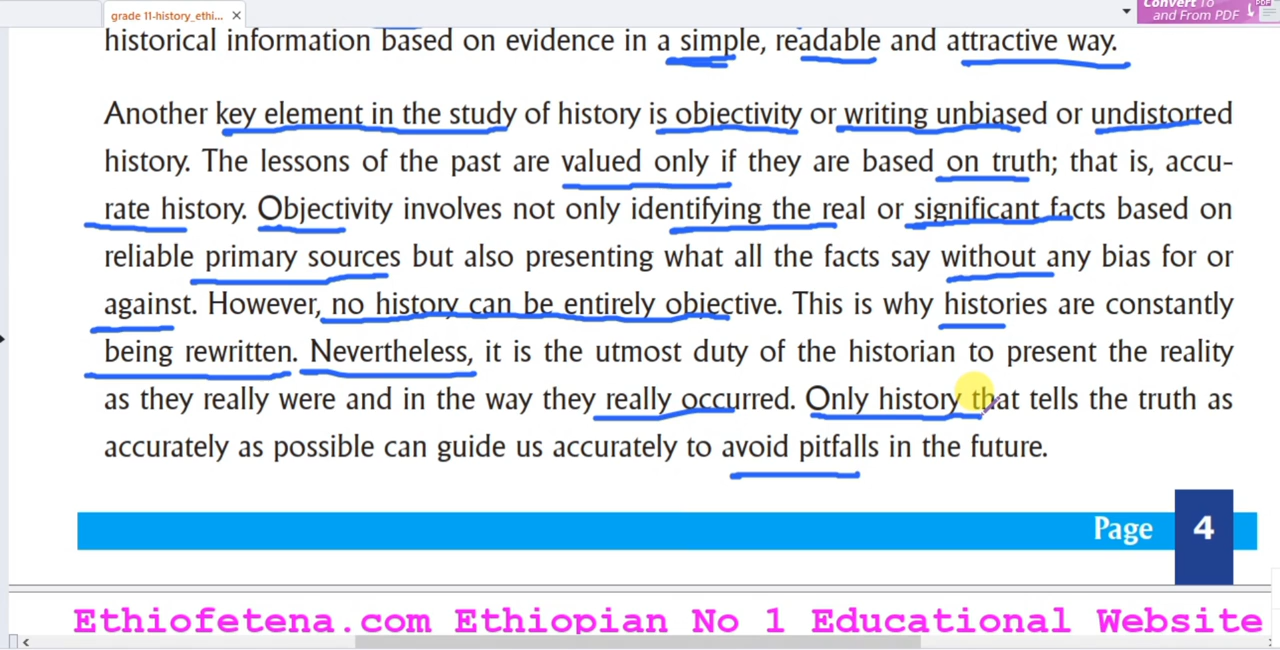 grade 11-history_ethi...
Convert To
and From PDF
PDF
historical information based on evidence in a simple, readable and attractive way.
Another key element in the study of history is objectivity or writing unbiased or undistorted
history. The lessons of the past are valued only if they are based on truth; that is, accu-
rate history. Objectivity involves not only identifying the real or significant facts based on
reliable primary sources but also presenting what all the facts say without any bias for or
against. However, no history can be entirely objective. This is why histories are constantly
being rewritten. Nevertheless, it is the utmost duty of the historian to present the reality
as they really were and in the way they really occurred. Only history that tells the truth as
accurately as possible can guide us accurately to avoid pitfalls in the future.
Page 4
Ethiofetena.com Ethiopian No 1 Educational Website